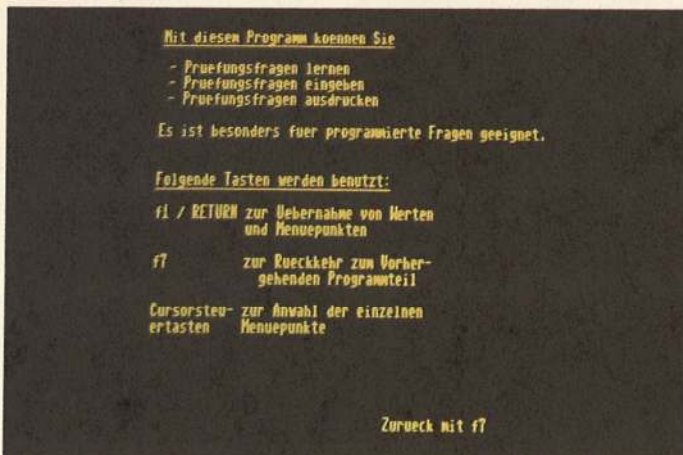 Mit diesem Programm koennen Sie
- Pruefungsfragen lernen
- Pruefungsfragen eingeben
- Pruefungsfragen ausdrucken
Es ist besonders fuer programmierte Fragen geeignet.
Folgende Tasten werden benutzt:
f1 / RETURN zur Uebernahme von Werten
und Menuepunkten
f7 zur Rueckkehr zum Vorher-
gehenden Programmteil
Cursorsteu- zur Anwahl der einzelnen
ertasten Menuepunkte
Zurueck mit f7